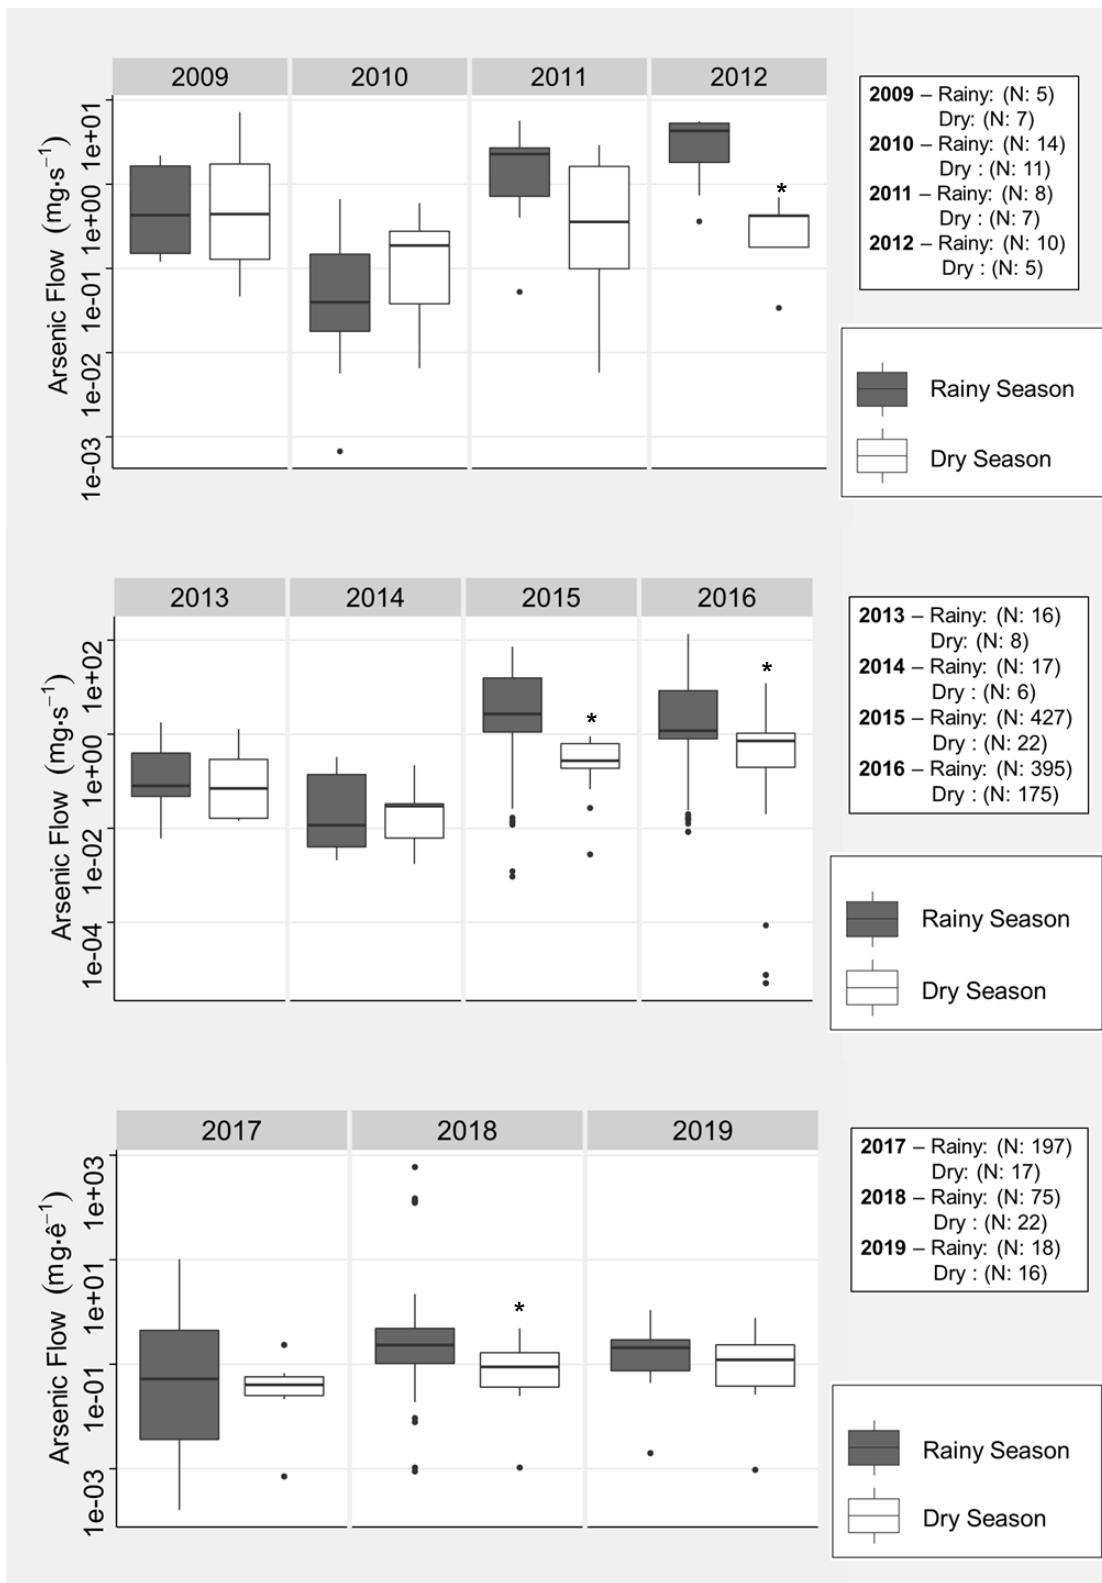 2009 2010 2011 2012
Arsenic Flow (mg·s⁻¹)
1e+01
1e+00
1e-01
1e-02
1e-03
*
2009 – Rainy: (N: 5)
Dry: (N: 7)
2010 – Rainy: (N: 14)
Dry : (N: 11)
2011 – Rainy: (N: 8)
Dry : (N: 7)
2012 – Rainy: (N: 10)
Dry : (N: 5)
Rainy Season
Dry Season
2013 2014 2015 2016
Arsenic Flow (mg·s⁻¹)
1e+02
1e+00
1e-02
1e-04
* *
2013 – Rainy: (N: 16)
Dry: (N: 8)
2014 – Rainy: (N: 17)
Dry : (N: 6)
2015 – Rainy: (N: 427)
Dry : (N: 22)
2016 – Rainy: (N: 395)
Dry : (N: 175)
Rainy Season
Dry Season
2017 2018 2019
Arsenic Flow (mg·ê⁻¹)
1e+03
1e+01
1e-01
1e-03
*
2017 – Rainy: (N: 197)
Dry: (N: 17)
2018 – Rainy: (N: 75)
Dry : (N: 22)
2019 – Rainy: (N: 18)
Dry : (N: 16)
Rainy Season
Dry Season